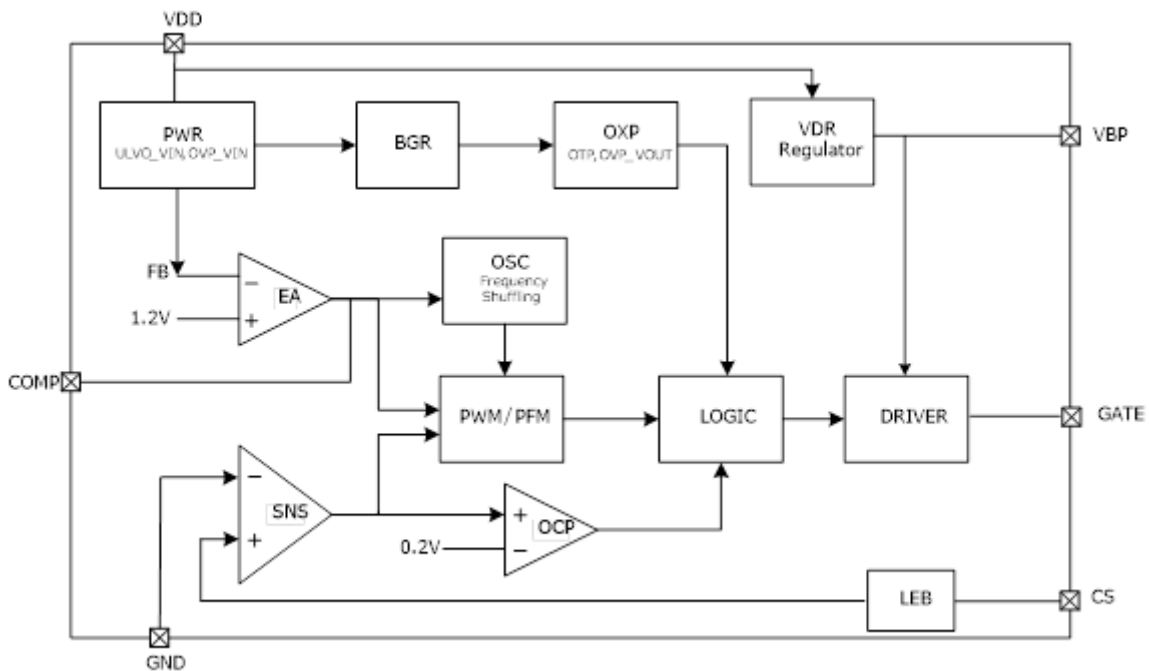 VDD
PWR
ULVO_VIN, OVP_VIN
BGR
OXP
OTP, OVP_VOUT
VDR
Regulator
VBP
FB
−
EA
1.2V
+
OSC
Frequency
Shuffling
COMP
PWM / PFM
LOGIC
DRIVER
GATE
−
SNS
+
+
OCP
0.2V
−
LEB
CS
GND